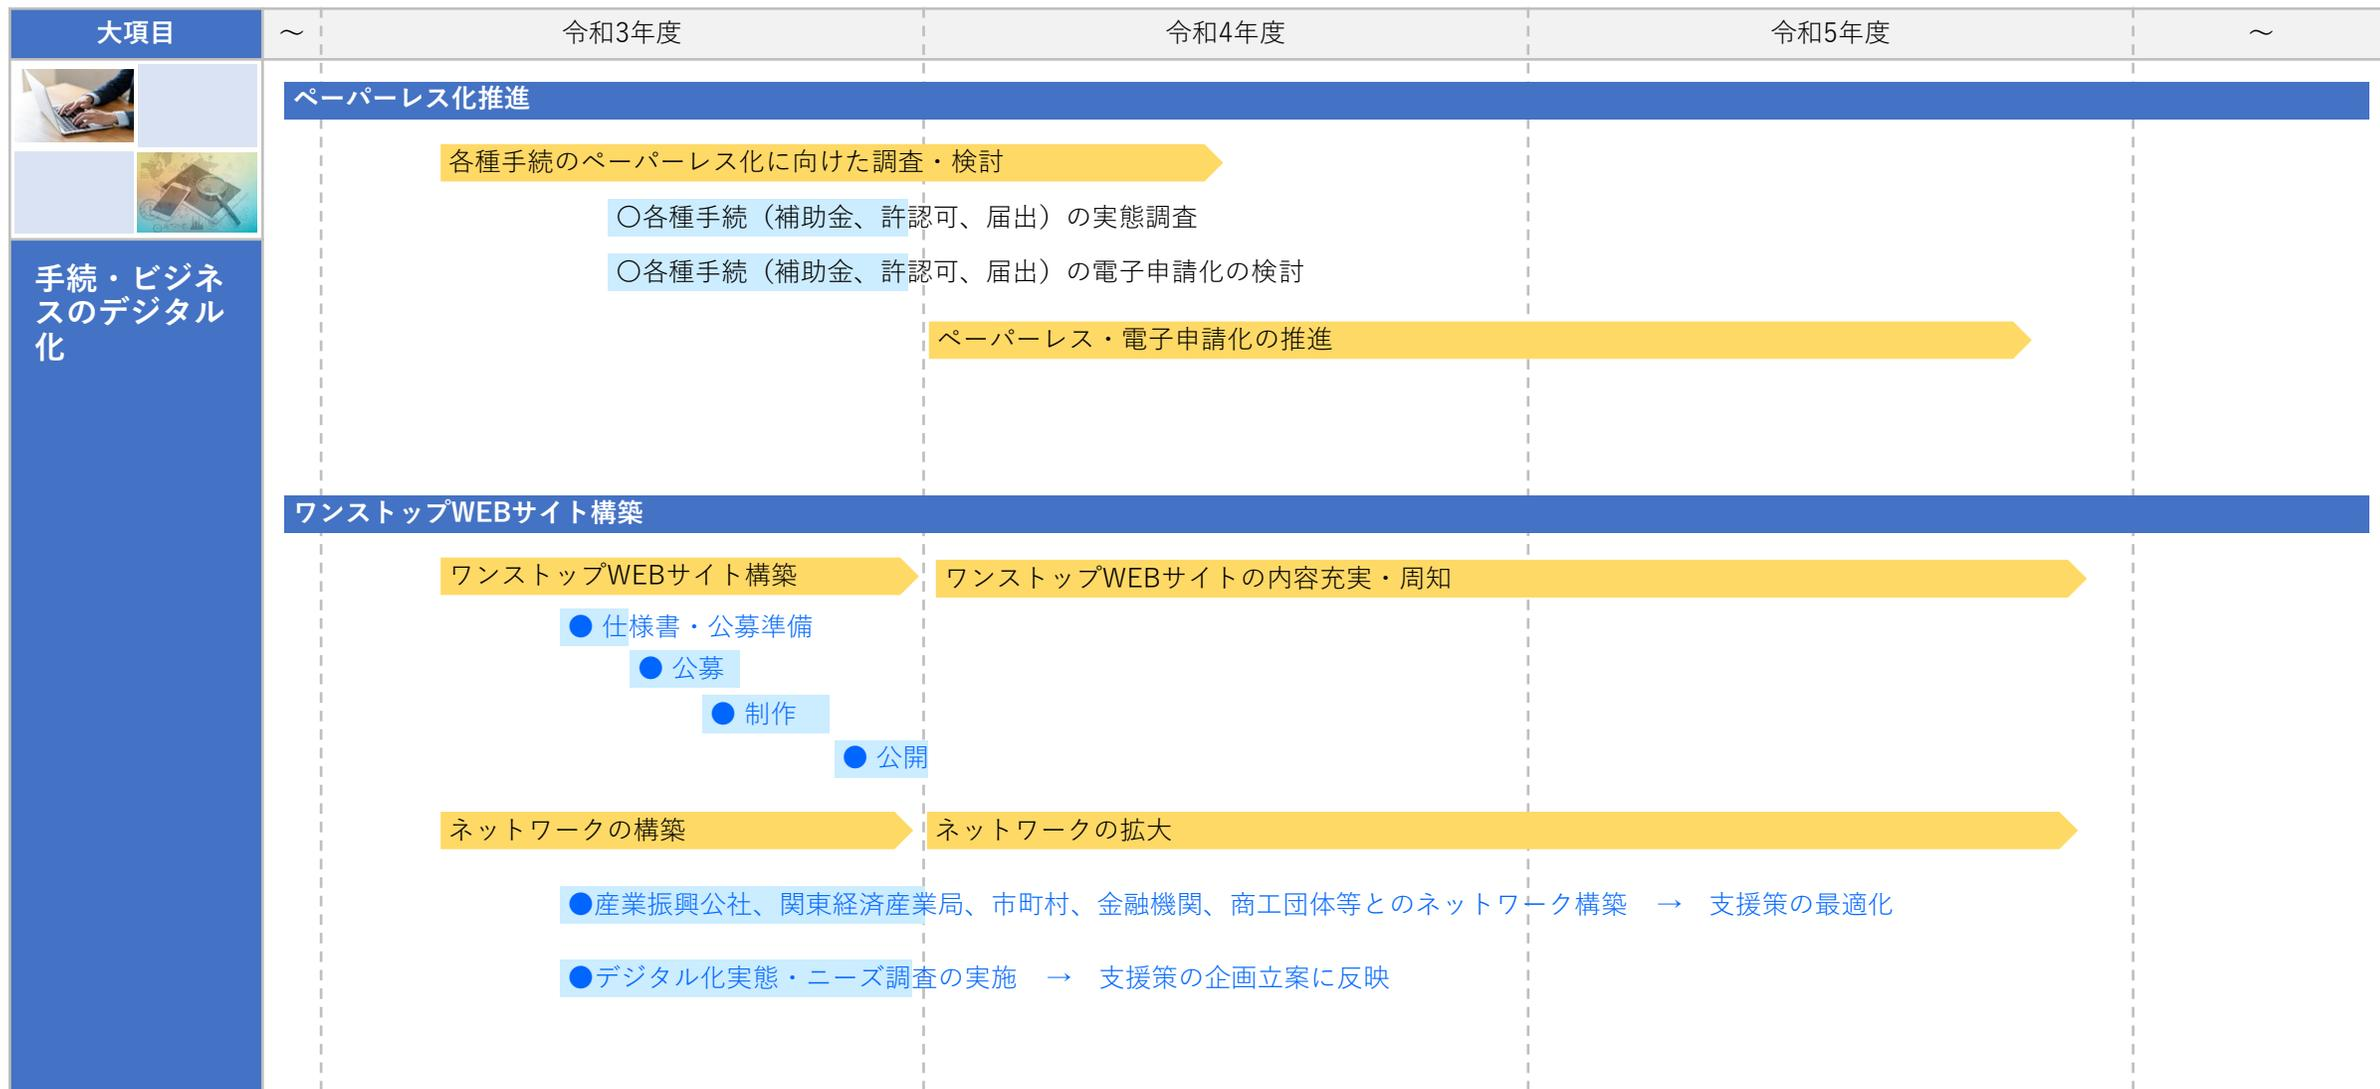 大項目
～
令和3年度
令和4年度
令和5年度
～
手続・ビジネ
スのデジタル
化
ペーパーレス化推進
各種手続のペーパーレス化に向けた調査・検討
〇各種手続（補助金、許認可、届出）の実態調査
〇各種手続（補助金、許認可、届出）の電子申請化の検討
ペーパーレス・電子申請化の推進
ワンストップWEBサイト構築
ワンストップWEBサイト構築
ワンストップWEBサイトの内容充実・周知
● 仕様書・公募準備
● 公募
● 制作
● 公開
ネットワークの構築
ネットワークの拡大
●産業振興公社、関東経済産業局、市町村、金融機関、商工団体等とのネットワーク構築　→　支援策の最適化
●デジタル化実態・ニーズ調査の実施　→　支援策の企画立案に反映